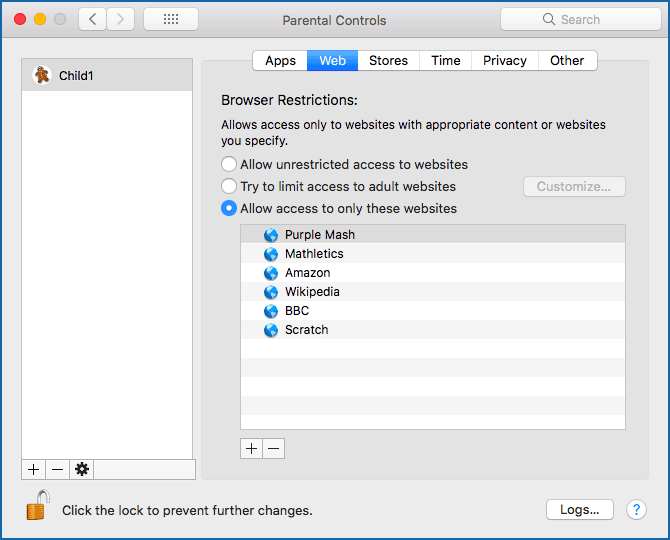 Parental Controls
Search
Child1
Apps
Web
Stores
Time
Privacy
Other
Browser Restrictions:
Allows access only to websites with appropriate content or websites
you specify.
Allow unrestricted access to websites
Try to limit access to adult websites
Customize...
Allow access to only these websites
Purple Mash
Mathletics
Amazon
Wikipedia
BBC
Scratch
Click the lock to prevent further changes.
Logs...
?